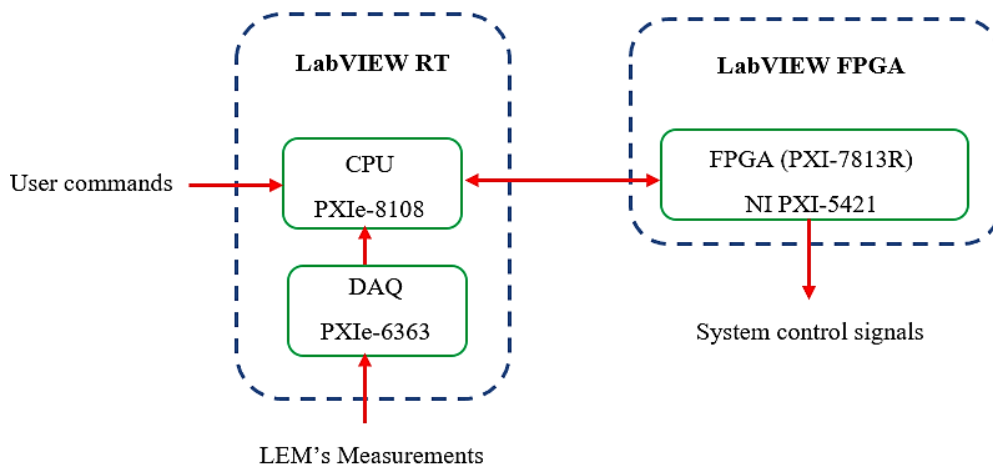 LabVIEW RT
LabVIEW FPGA
User commands
CPU
PXIe-8108
FPGA (PXI-7813R)
NI PXI-5421
DAQ
PXIe-6363
System control signals
LEM’s Measurements